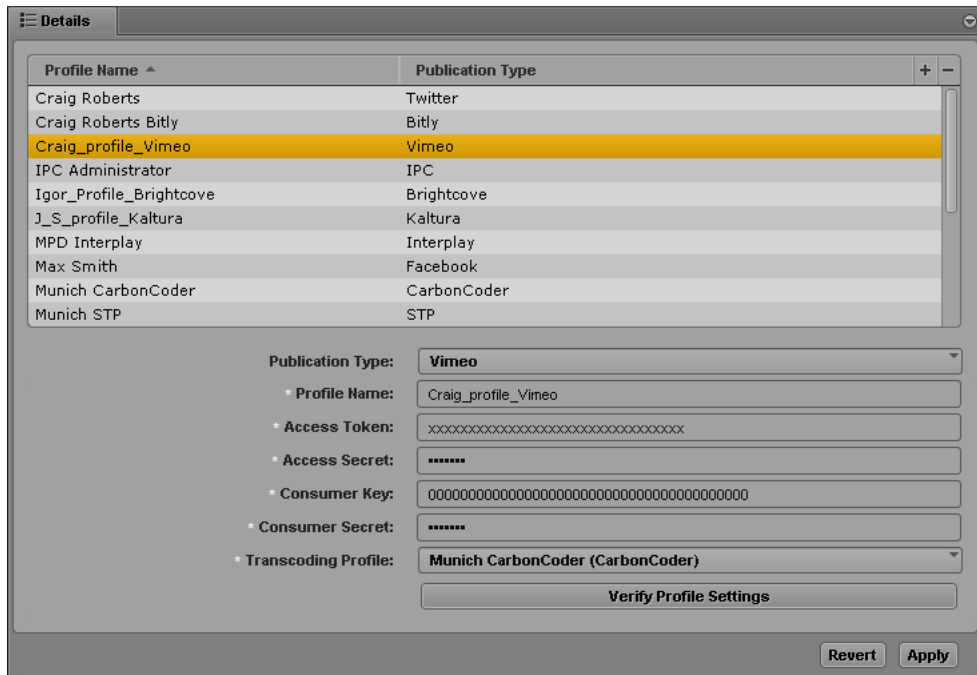 Details
Profile Name Publication Type + −
Craig Roberts Twitter
Craig Roberts Bitly Bitly
Craig_profile_Vimeo Vimeo
IPC Administrator IPC
Igor_Profile_Brightcove Brightcove
J_S_profile_Kaltura Kaltura
MPD Interplay Interplay
Max Smith Facebook
Munich CarbonCoder CarbonCoder
Munich STP STP
Publication Type: Vimeo
* Profile Name: Craig_profile_Vimeo
* Access Token: xxxxxxxxxxxxxxxxxxxxxxxxxxxxxxxx
* Access Secret: •••••••
* Consumer Key: 0000000000000000000000000000000000000000
* Consumer Secret: •••••••
* Transcoding Profile: Munich CarbonCoder (CarbonCoder)
Verify Profile Settings
Revert Apply